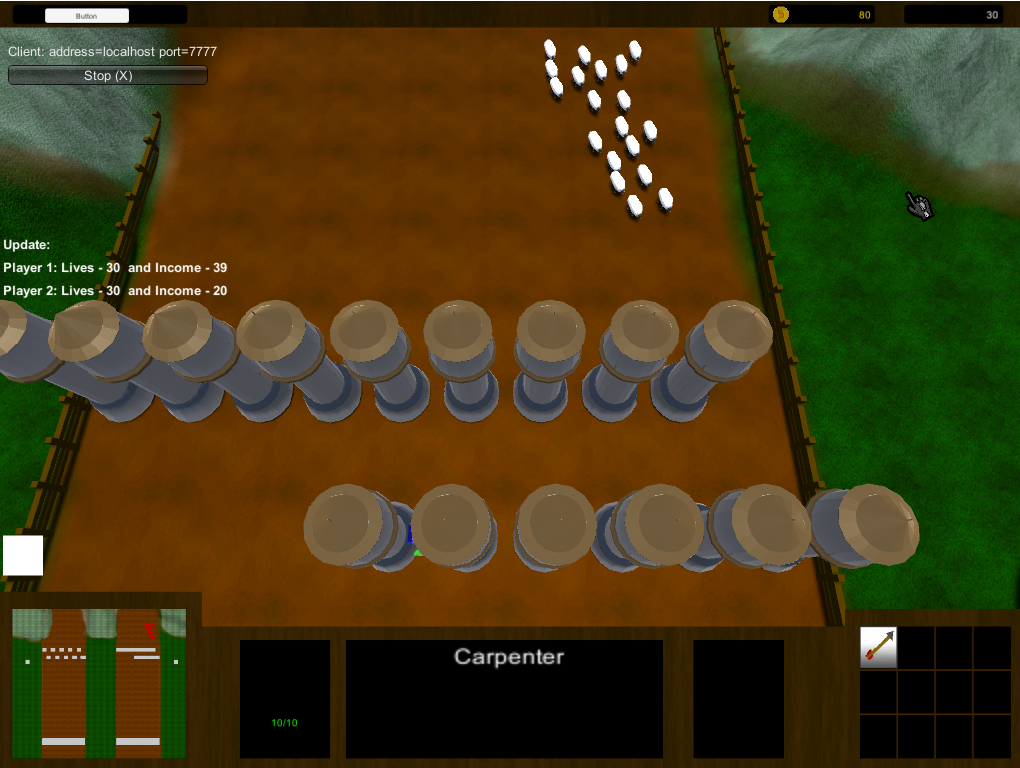 Button
80
30
Client: address=localhost port=7777
Stop (X)
Update:
Player 1: Lives - 30  and Income - 39
Player 2: Lives - 30  and Income - 20
Carpenter
10/10